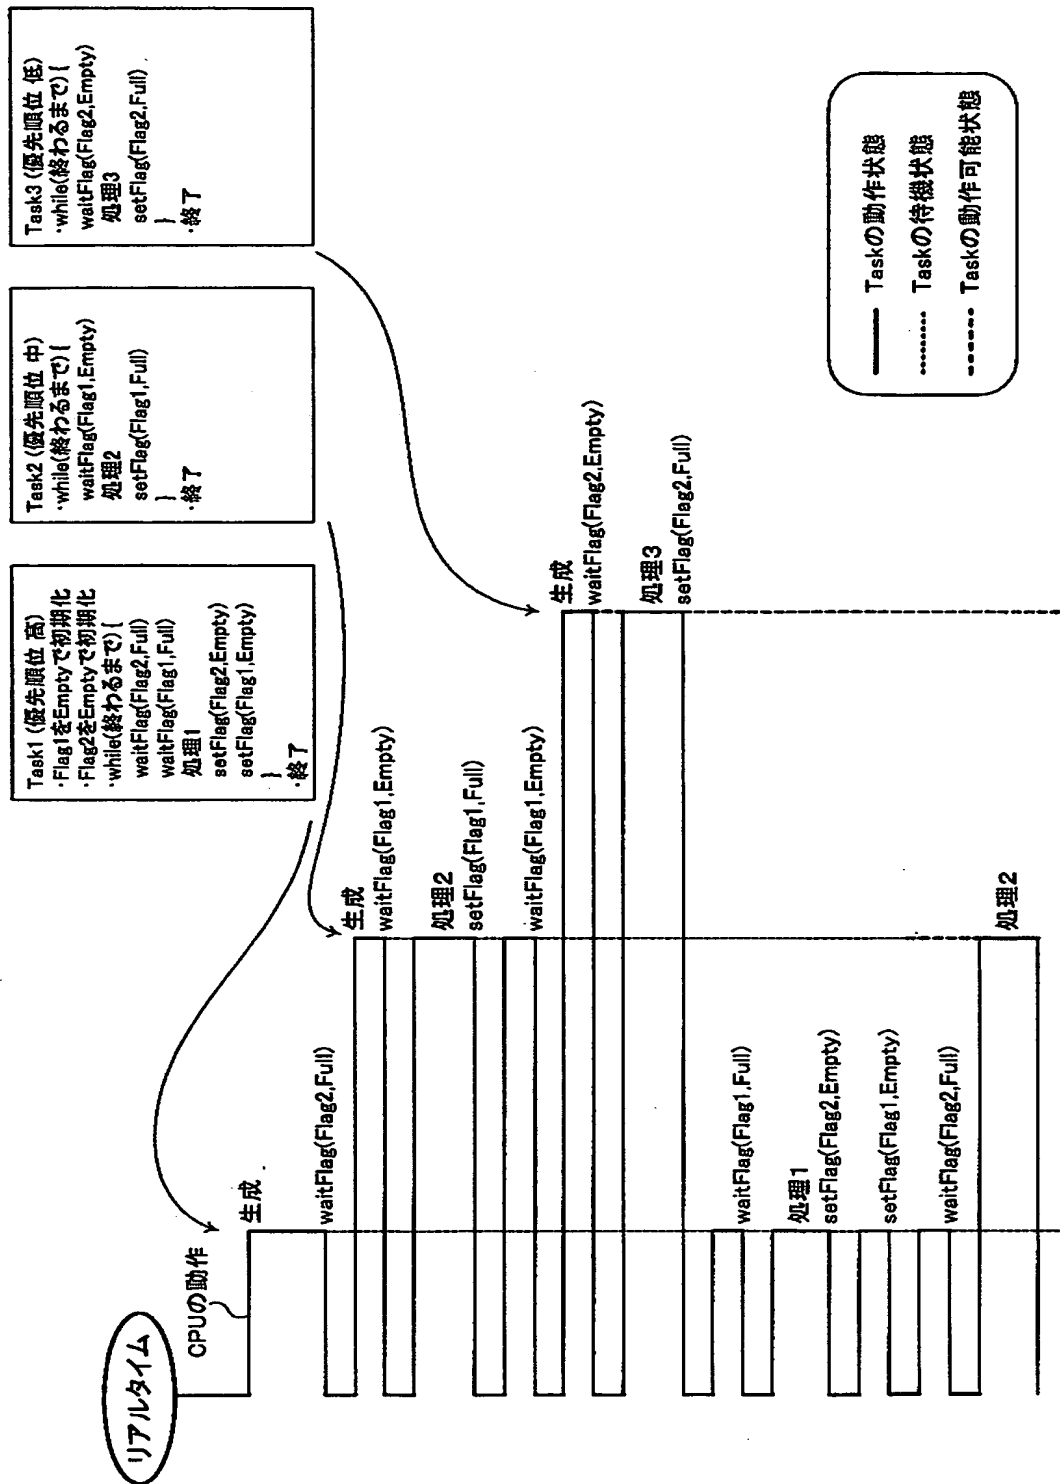 リアルタイム
CPUの動作
Task1 (優先順位 高)
・Flag1をEmptyで初期化
・Flag2をEmptyで初期化
・while(終わるまで) {
waitFlag(Flag2,Full)
waitFlag(Flag1,Full)
処理1
setFlag(Flag2,Empty)
setFlag(Flag1,Empty)
}
・終了
Task2 (優先順位 中)
・while(終わるまで) {
waitFlag(Flag1,Empty)
処理2
setFlag(Flag1,Full)
}
・終了
Task3 (優先順位 低)
・while(終わるまで) {
waitFlag(Flag2,Empty)
処理3
setFlag(Flag2,Full)
}
・終了
生成
waitFlag(Flag2,Full)
生成
waitFlag(Flag1,Empty)
処理2
setFlag(Flag1,Full)
waitFlag(Flag1,Empty)
生成
waitFlag(Flag2,Empty)
処理3
setFlag(Flag2,Full)
waitFlag(Flag1,Full)
処理1
setFlag(Flag2,Empty)
setFlag(Flag1,Empty)
waitFlag(Flag2,Full)
処理2
Taskの動作状態
Taskの待機状態
Taskの動作可能状態